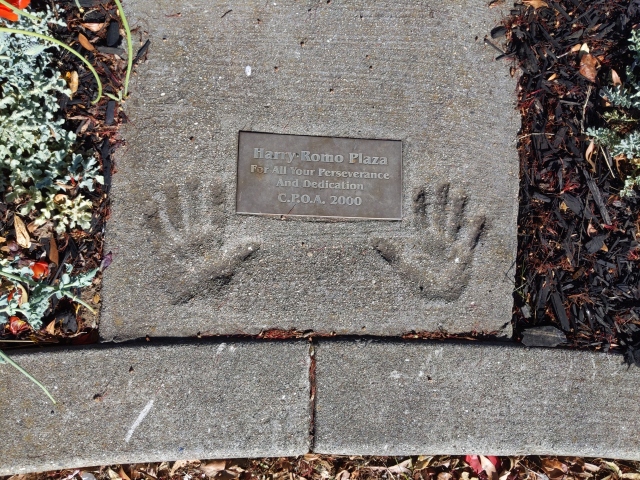 Harry Romo Plaza
For All Your Perseverance
And Dedication
C.P.O.A. 2000